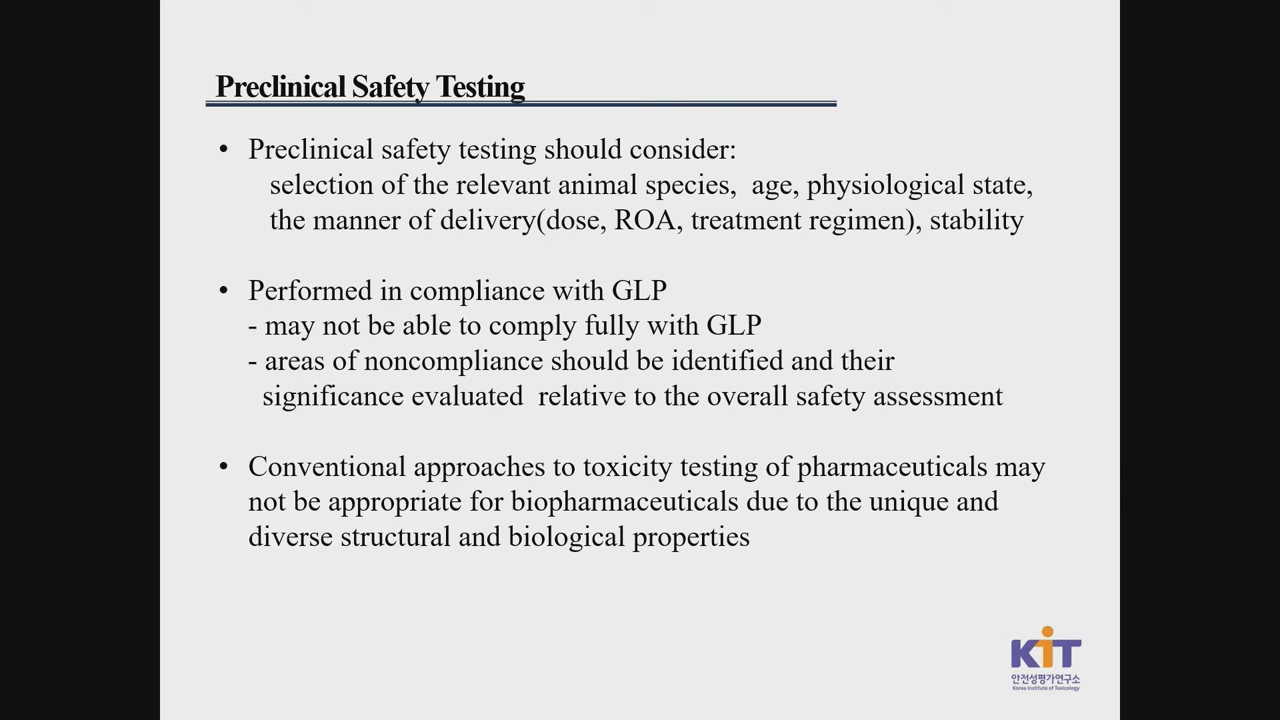 Preclinical Safety Testing
• Preclinical safety testing should consider:
selection of the relevant animal species, age, physiological state,
the manner of delivery(dose, ROA, treatment regimen), stability
• Performed in compliance with GLP
- may not be able to comply fully with GLP
- areas of noncompliance should be identified and their
significance evaluated relative to the overall safety assessment
• Conventional approaches to toxicity testing of pharmaceuticals may
not be appropriate for biopharmaceuticals due to the unique and
diverse structural and biological properties
KiT
안전성평가연구소
Korea Institute of Toxicology